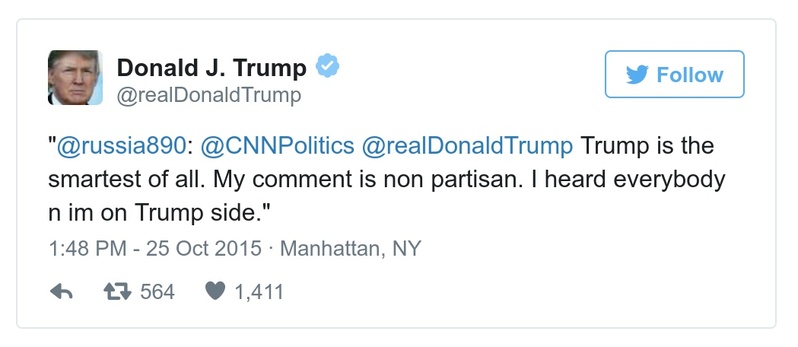 Donald J. Trump
@realDonaldTrump
Follow
"@russia890: @CNNPolitics @realDonaldTrump Trump is the
smartest of all. My comment is non partisan. I heard everybody
n im on Trump side."
1:48 PM - 25 Oct 2015 · Manhattan, NY
564 1,411